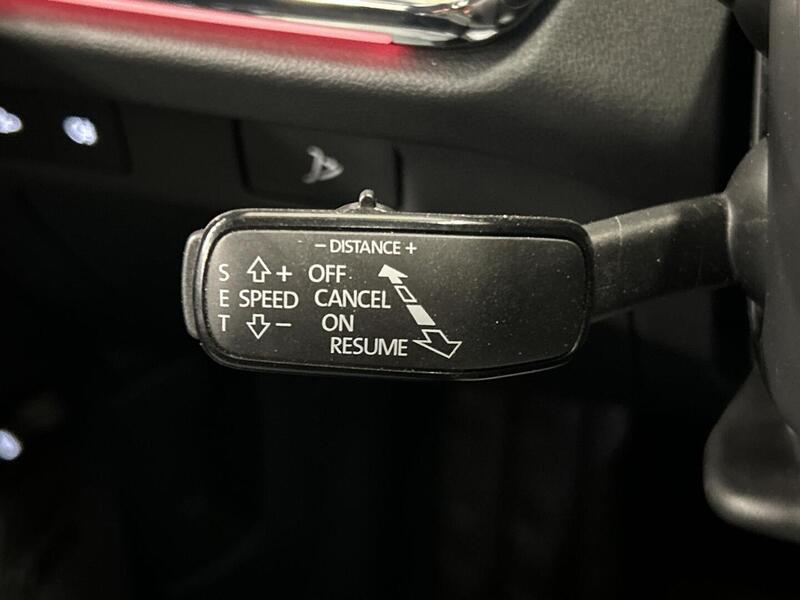 − DISTANCE +
S + OFF
E SPEED CANCEL
T − ON
RESUME